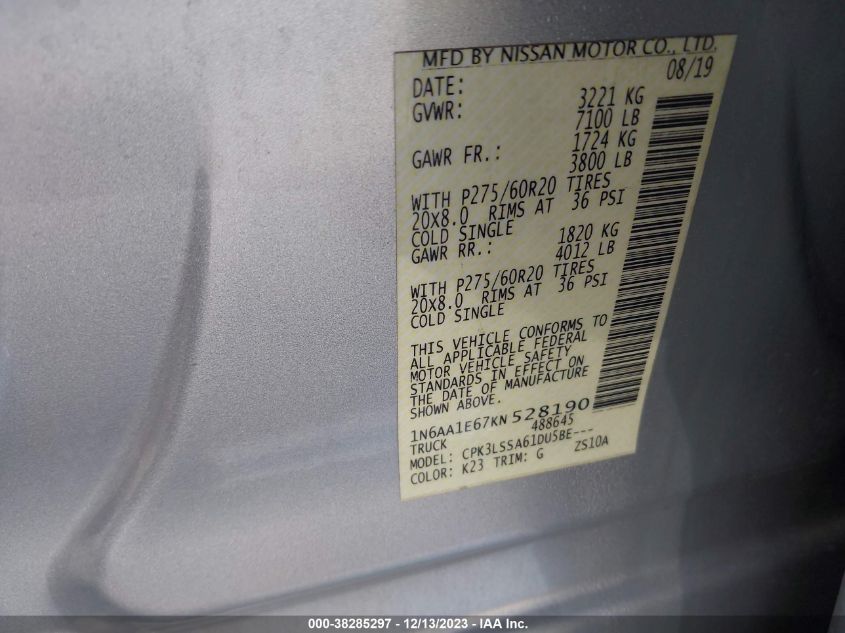 MFD BY NISSAN MOTOR CO., LTD.
DATE: 08/19
GVWR: 3221 KG
7100 LB
GAWR FR.: 1724 KG
3800 LB
WITH P275/60R20 TIRES
20X8.0 RIMS AT 36 PSI
COLD SINGLE
GAWR RR.: 1820 KG
4012 LB
WITH P275/60R20 TIRES
20X8.0 RIMS AT 36 PSI
COLD SINGLE
THIS VEHICLE CONFORMS TO
ALL APPLICABLE FEDERAL
MOTOR VEHICLE SAFETY
STANDARDS IN EFFECT ON
THE DATE OF MANUFACTURE
SHOWN ABOVE.
1N6AA1E67KN528190
TRUCK 488645
MODEL: CPK3LSSA61DU5BE---
COLOR: K23 TRIM: G ZS10A
000-38285297 - 12/13/2023 - IAA Inc.